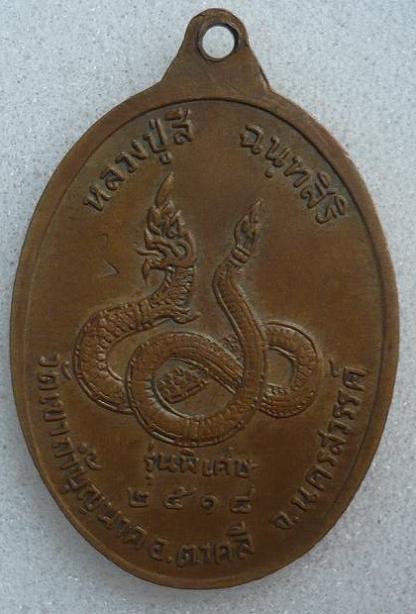 หลวงปู่สี ฉนฺทสิริ
รุ่นพิเศษ
๒๕๑๘
วัดเขาถ้ำบุญนาค อ.ตาคลี จ.นครสวรรค์